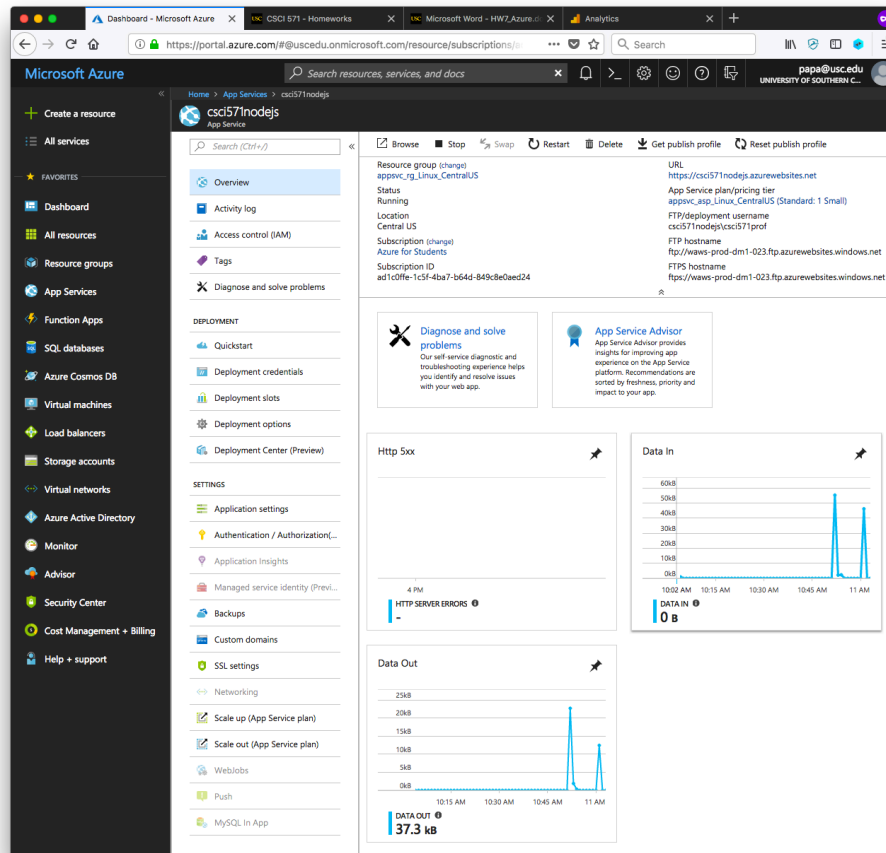 Dashboard - Microsoft Azure
USC CSCI 571 - Homeworks
USC Microsoft Word - HW7_Azure.d
Analytics
https://portal.azure.com/#@uscedu.onmicrosoft.com/resource/subscriptions/
Search
Microsoft Azure
Search resources, services, and docs
papa@usc.edu
UNIVERSITY OF SOUTHERN C...
Create a resource
All services
FAVORITES
Dashboard
All resources
Resource groups
App Services
Function Apps
SQL databases
Azure Cosmos DB
Virtual machines
Load balancers
Storage accounts
Virtual networks
Azure Active Directory
Monitor
Advisor
Security Center
Cost Management + Billing
Help + support
Home > App Services > csci571nodejs
csci571nodejs
App Service
Search (Ctrl+/)
Overview
Activity log
Access control (IAM)
Tags
Diagnose and solve problems
DEPLOYMENT
Quickstart
Deployment credentials
Deployment slots
Deployment options
Deployment Center (Preview)
SETTINGS
Application settings
Authentication / Authorization(...
Application Insights
Managed service identity (Previ...
Backups
Custom domains
SSL settings
Networking
Scale up (App Service plan)
Scale out (App Service plan)
WebJobs
Push
MySQL In App
Browse Stop Swap Restart Delete Get publish profile Reset publish profile
Resource group (change)
appsvc_rg_Linux_CentralUS
Status
Running
Location
Central US
Subscription (change)
Azure for Students
Subscription ID
ad1c0ffe-1c5f-4ba7-b64d-849c8e0aed24
URL
https://csci571nodejs.azurewebsites.net
App Service plan/pricing tier
appsvc_asp_Linux_CentralUS (Standard: 1 Small)
FTP/deployment username
csci571nodejs\csci571prof
FTP hostname
ftp://waws-prod-dm1-023.ftp.azurewebsites.windows.net
FTPS hostname
ftps://waws-prod-dm1-023.ftp.azurewebsites.windows.net
Diagnose and solve
problems
Our self-service diagnostic and
troubleshooting experience helps
you identify and resolve issues
with your web app.
App Service Advisor
App Service Advisor provides
insights for improving app
experience on the App Service
platform. Recommendations are
sorted by freshness, priority and
impact to your app.
Http 5xx
4 PM
HTTP SERVER ERRORS
-
Data In
60kB
50kB
40kB
30kB
20kB
10kB
0kB
10:02 AM 10:15 AM 10:30 AM 10:45 AM 11 AM
DATA IN
0 B
Data Out
25kB
20kB
15kB
10kB
5kB
0kB
10:15 AM 10:30 AM 10:45 AM 11 AM
DATA OUT
37.3 kB